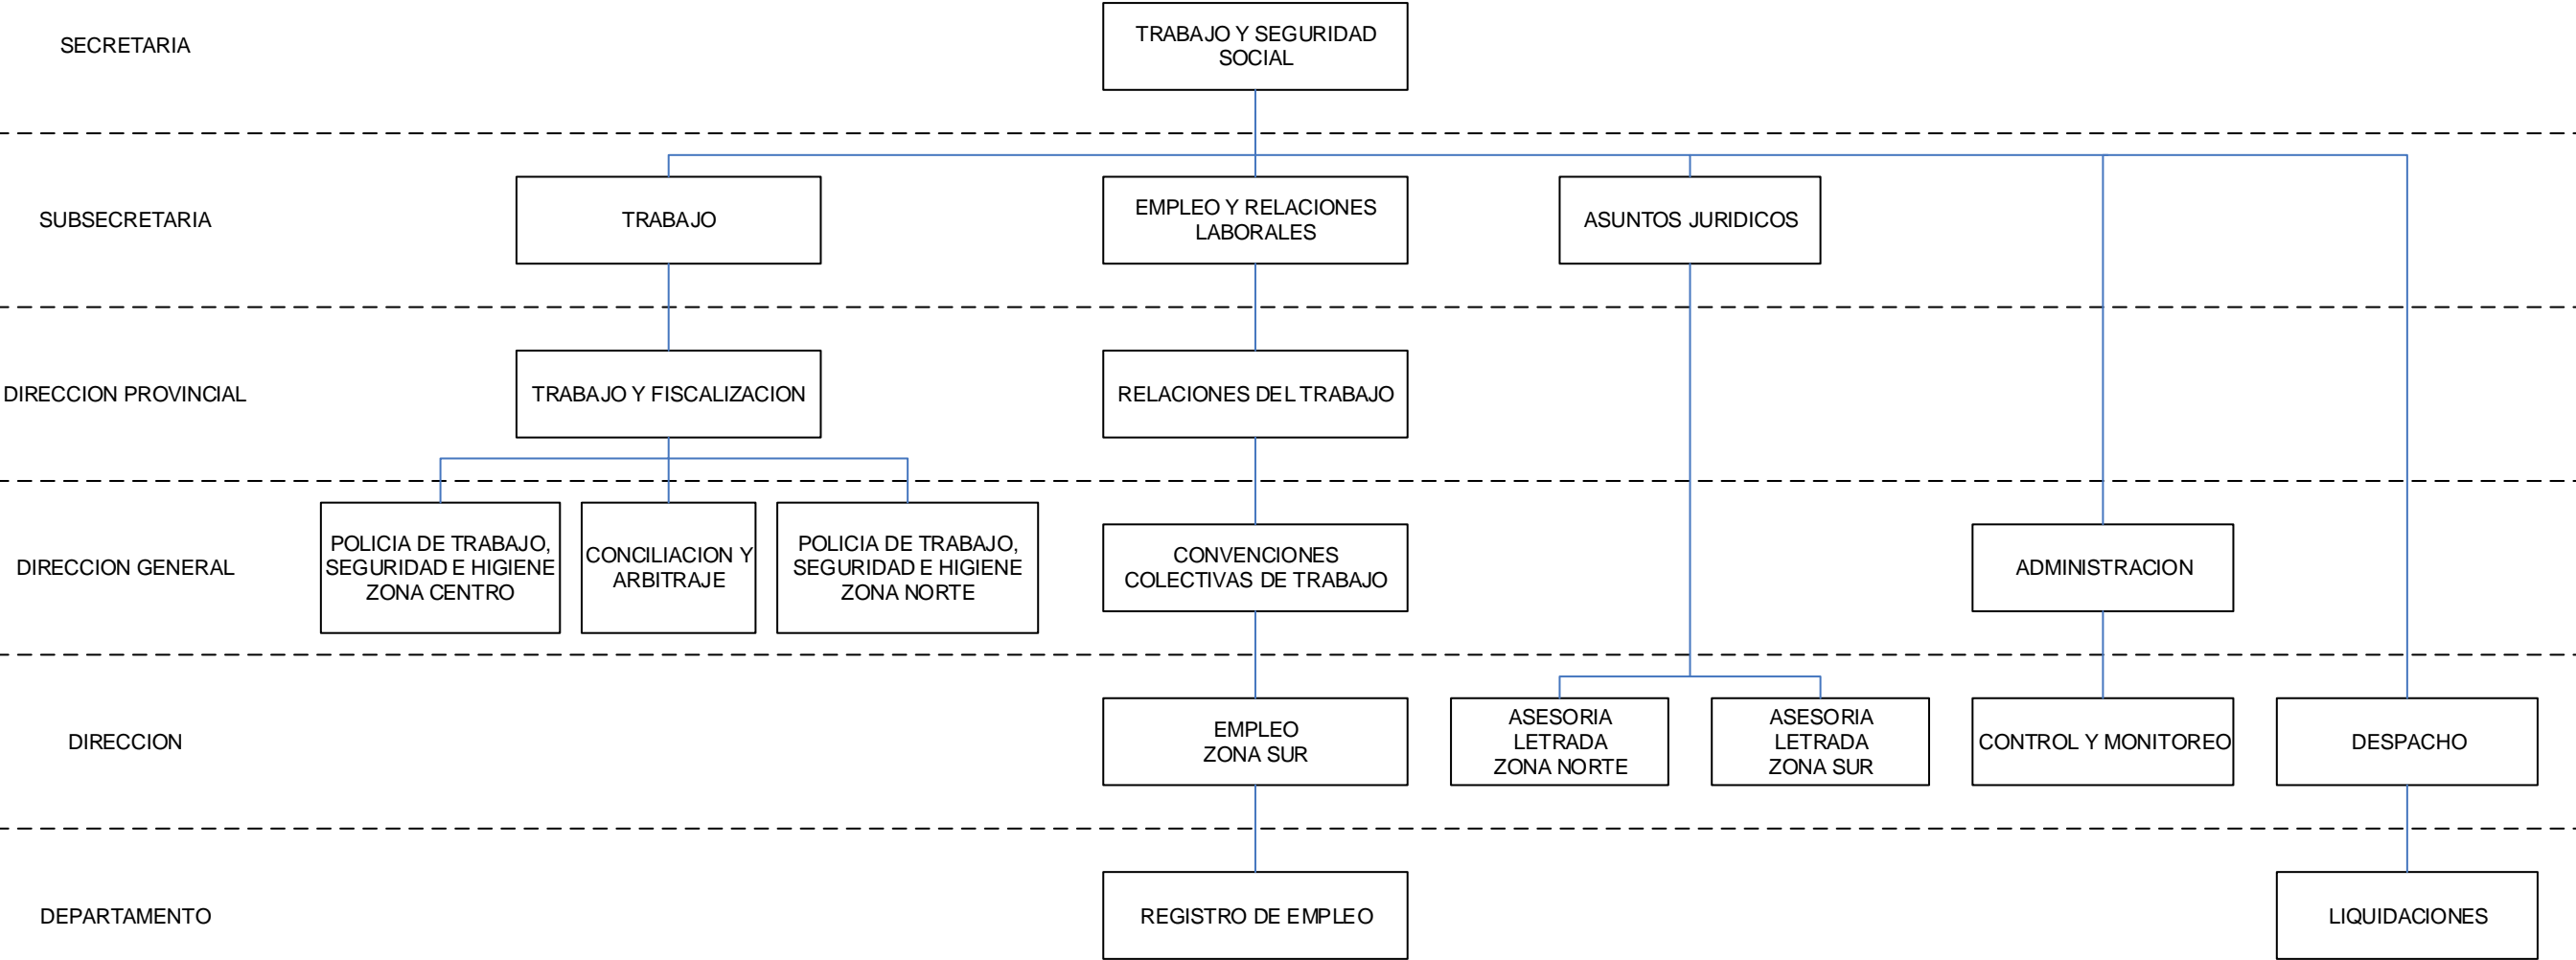 SECRETARIA
TRABAJO Y SEGURIDAD
SOCIAL
SUBSECRETARIA
TRABAJO
EMPLEO Y RELACIONES
LABORALES
ASUNTOS JURIDICOS
DIRECCION PROVINCIAL
TRABAJO Y FISCALIZACION
RELACIONES DEL TRABAJO
DIRECCION GENERAL
POLICIA DE TRABAJO,
SEGURIDAD E HIGIENE
ZONA CENTRO
CONCILIACION Y
ARBITRAJE
POLICIA DE TRABAJO,
SEGURIDAD E HIGIENE
ZONA NORTE
CONVENCIONES
COLECTIVAS DE TRABAJO
ADMINISTRACION
DIRECCION
EMPLEO
ZONA SUR
ASESORIA
LETRADA
ZONA NORTE
ASESORIA
LETRADA
ZONA SUR
CONTROL Y MONITOREO
DESPACHO
DEPARTAMENTO
REGISTRO DE EMPLEO
LIQUIDACIONES